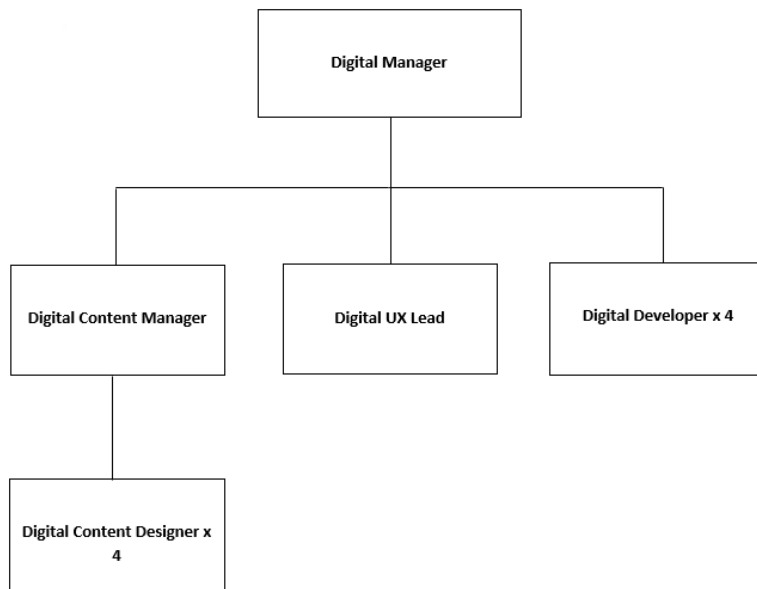 Digital Manager
Digital Content Manager
Digital UX Lead
Digital Developer x 4
Digital Content Designer x
4